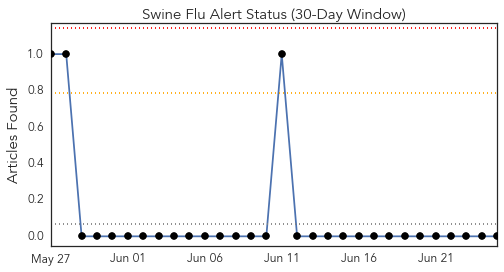 Swine Flu Alert Status (30-Day Window)
Articles Found
1.0
0.8
0.6
0.4
0.2
0.0
May 27 Jun 01 Jun 06 Jun 11 Jun 16 Jun 21